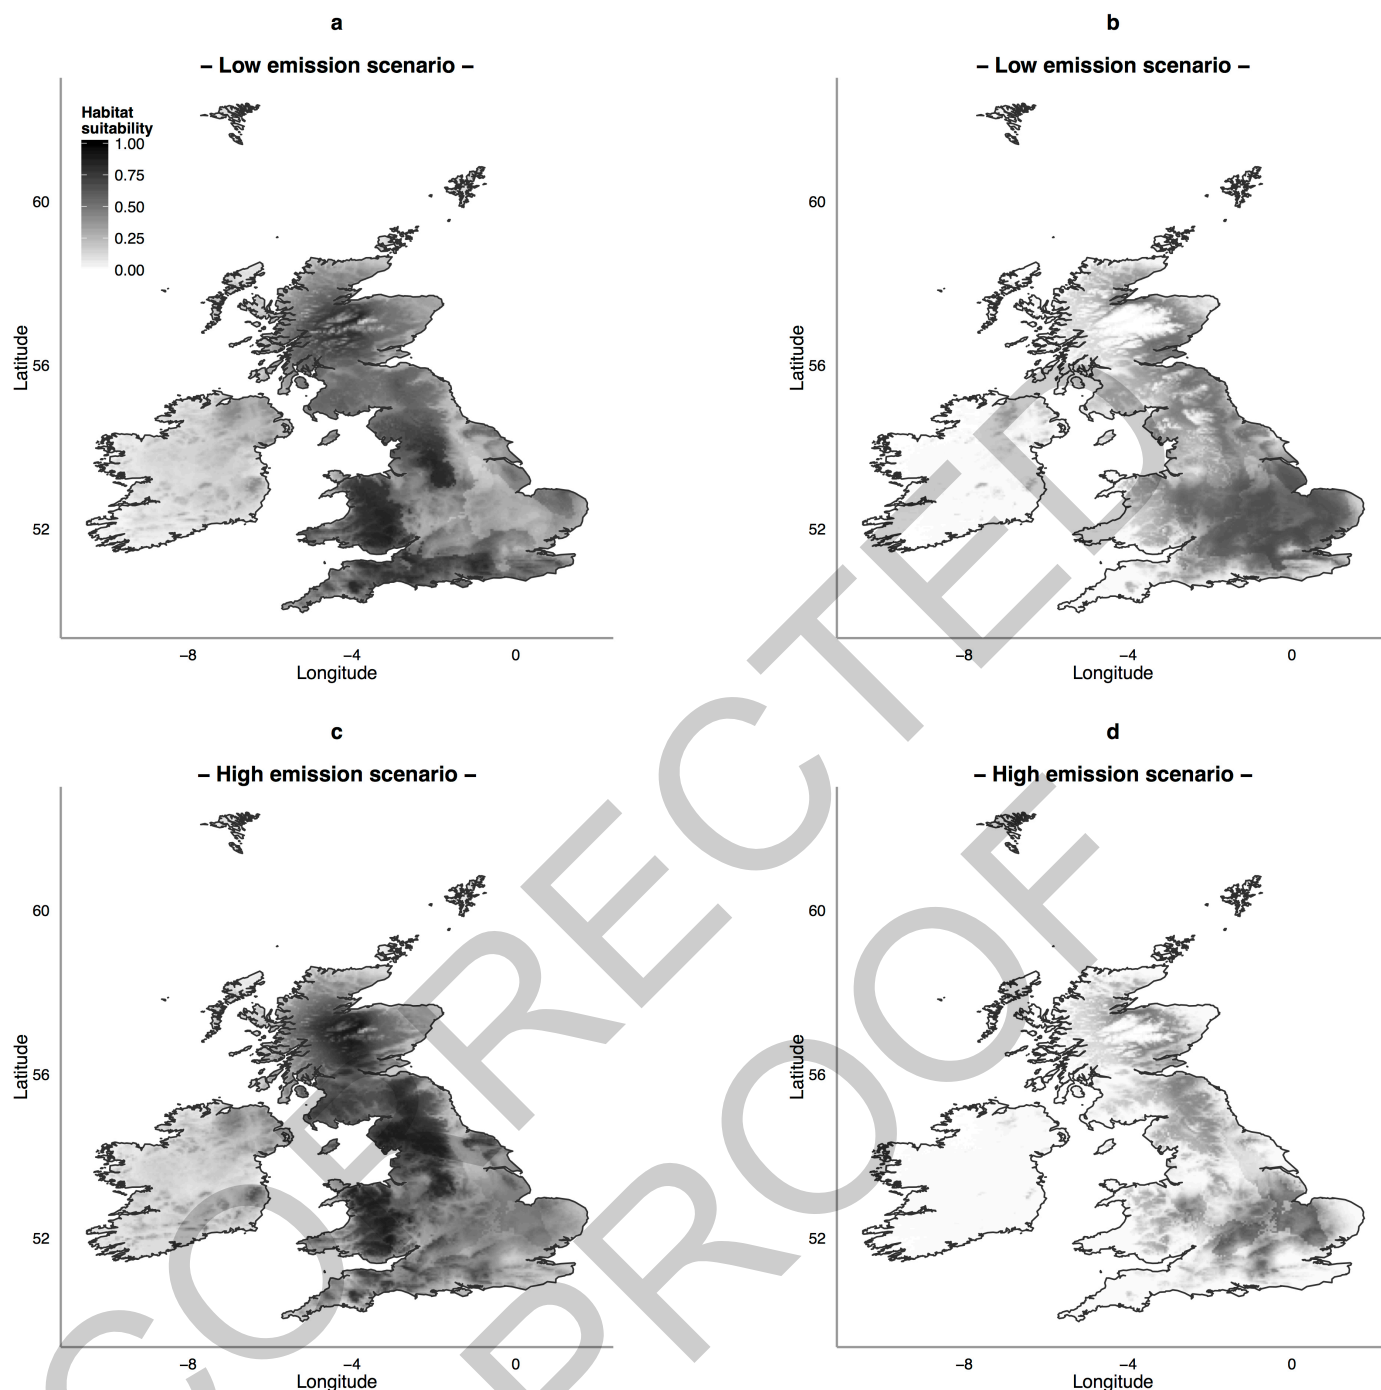 a
– Low emission scenario –
Habitat
suitability
1.00
0.75
0.50
0.25
0.00
60
56
52
Latitude
−8
−4
0
Longitude
b
– Low emission scenario –
60
56
52
Latitude
−8
−4
0
Longitude
c
– High emission scenario –
60
56
52
Latitude
−8
−4
0
Longitude
d
– High emission scenario –
60
56
52
Latitude
−8
−4
0
Longitude
CORRECTED
PROOF